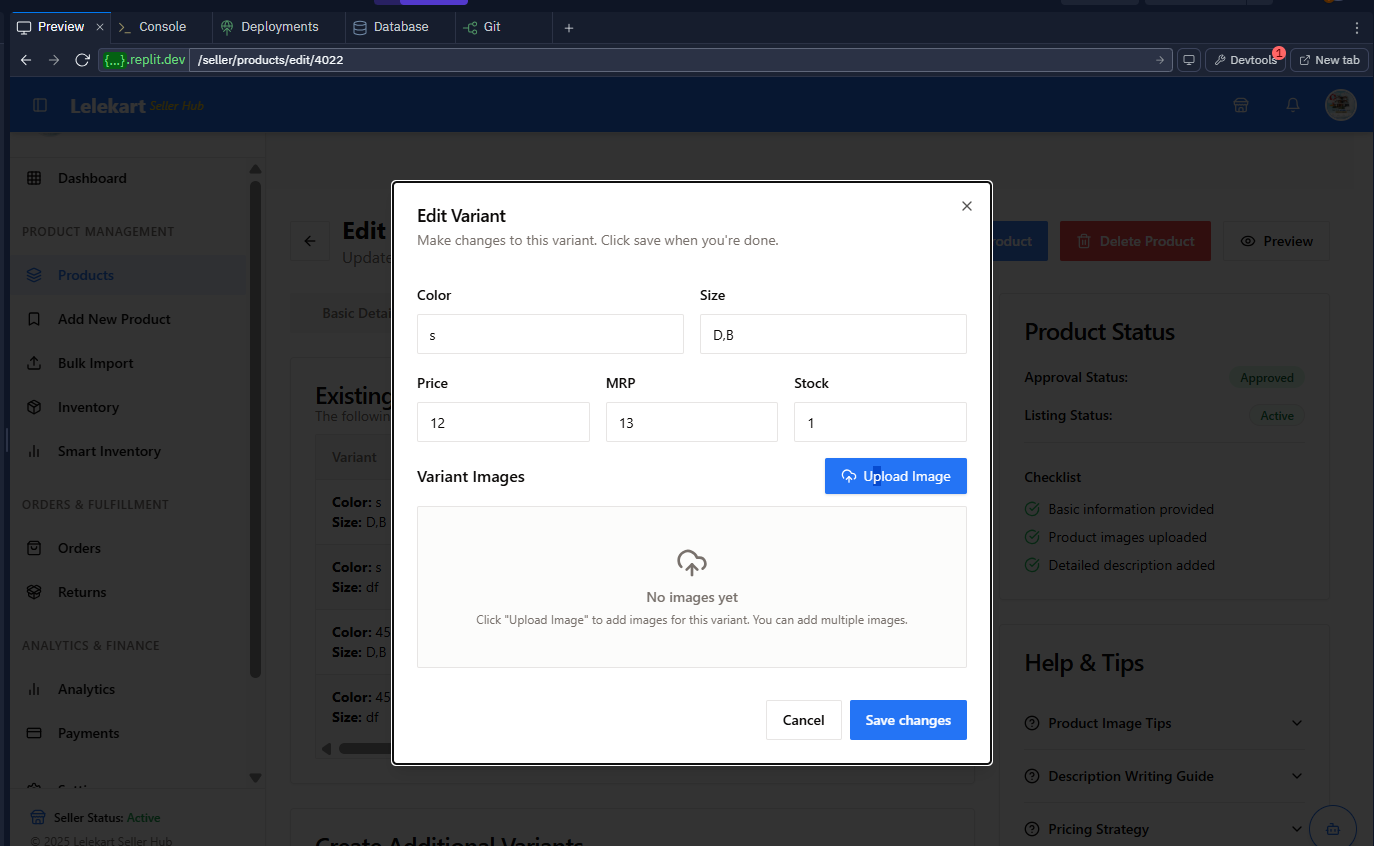 Preview
Console
Deployments
Database
Git
{...}.replit.dev
/seller/products/edit/4022
Devtools
1
New tab
Lelekart Seller Hub
Dashboard
PRODUCT MANAGEMENT
Products
Add New Product
Bulk Import
Inventory
Smart Inventory
ORDERS & FULFILLMENT
Orders
Returns
ANALYTICS & FINANCE
Analytics
Payments
Seller Status: Active
© 2025 Lelekart Seller Hub
Edit
Update
Delete Product
Preview
Basic Detai
Existing
The followin
Variant
Color: s
Size: D,B
Color: s
Size: df
Color: 45
Size: D,B
Color: 45
Size: df
Create Additional Variants
Edit Variant
Make changes to this variant. Click save when you're done.
Color
Size
s
D,B
Price
MRP
Stock
12
13
1
Variant Images
Upload Image
No images yet
Click "Upload Image" to add images for this variant. You can add multiple images.
Cancel
Save changes
Product Status
Approval Status:
Approved
Listing Status:
Active
Checklist
Basic information provided
Product images uploaded
Detailed description added
Help & Tips
Product Image Tips
Description Writing Guide
Pricing Strategy